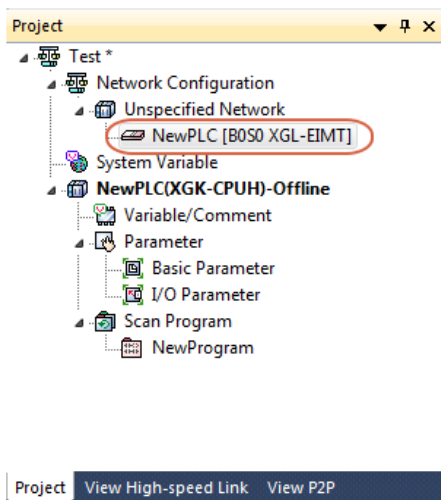 Project
Test *
Network Configuration
Unspecified Network
NewPLC [B0S0 XGL-EIMT]
System Variable
NewPLC(XGK-CPUH)-Offline
Variable/Comment
Parameter
Basic Parameter
I/O Parameter
Scan Program
NewProgram
Project View High-speed Link View P2P